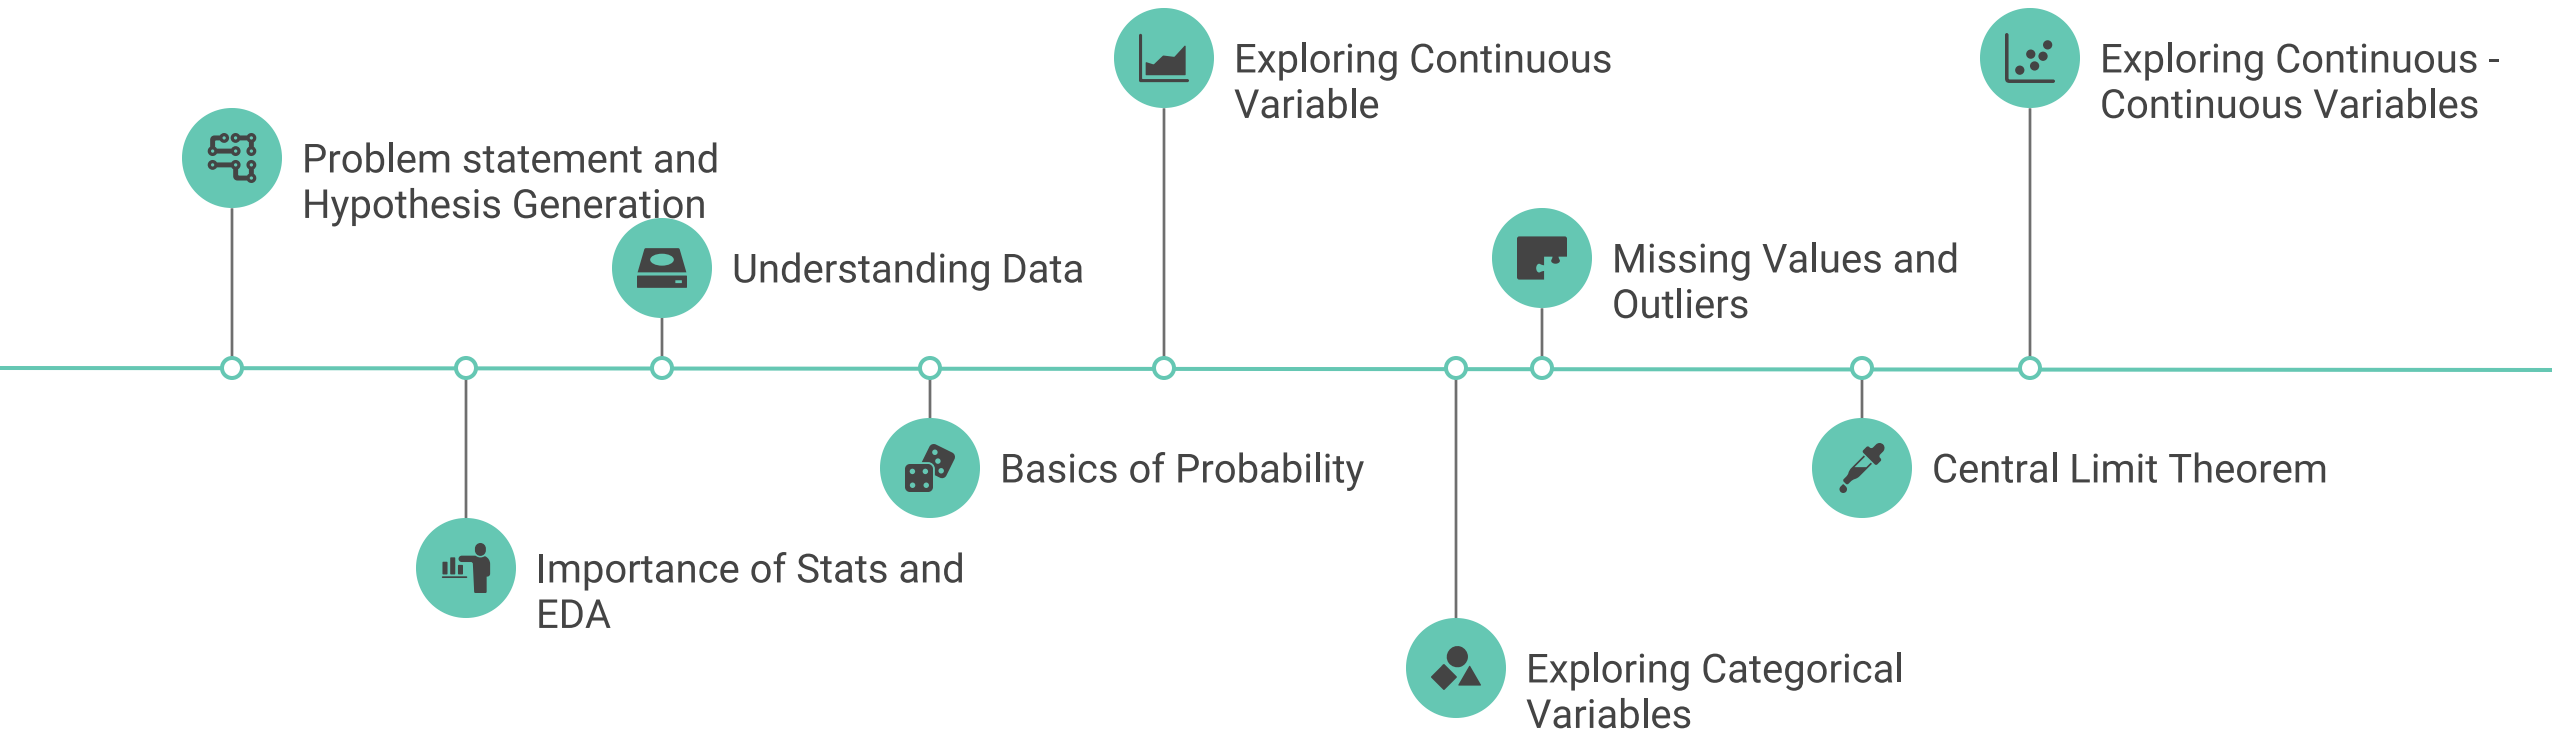 Problem statement and
Hypothesis Generation
Importance of Stats and
EDA
Understanding Data
Basics of Probability
Exploring Continuous
Variable
Exploring Categorical
Variables
Missing Values and
Outliers
Central Limit Theorem
Exploring Continuous -
Continuous Variables